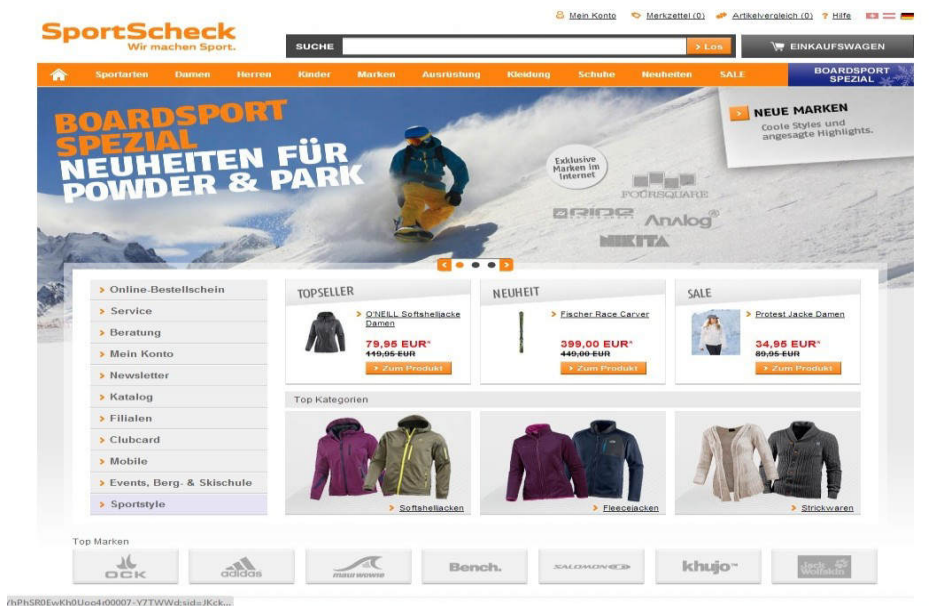 Mein Konto Merkzettel (0) Artikelvergleich (0) ? Hilfe
SportScheck
Wir machen Sport.
SUCHE > Los EINKAUFSWAGEN
Sportarten Damen Herren Kinder Marken Ausrüstung Kleidung Schuhe Neuheiten SALE BOARDSPORT SPEZIAL
BOARDSPORT
SPEZIAL
NEUHEITEN FÜR
POWDER & PARK
NEUE MARKEN
Coole Styles und
angesagte Highlights.
Exklusive
Marken im
Internet
FOURSQUARE
RIDE Analog®
NIKITA
Online-Bestellschein
Service
Beratung
Mein Konto
Newsletter
Katalog
Filialen
Clubcard
Mobile
Events, Berg- & Skischule
Sportstyle
TOPSELLER
O'NEILL Softshelljacke
Damen
79,95 EUR*
119,95 EUR
> Zum Produkt
NEUHEIT
Fischer Race Carver
399,00 EUR*
449,00 EUR
> Zum Produkt
SALE
Protest Jacke Damen
34,95 EUR*
89,95 EUR
> Zum Produkt
Top Kategorien
Softshelljacken
Fleecejacken
Strickwaren
Top Marken
OCK adidas maui wowie Bench. SALOMON khujo™ Jack Wolfskin